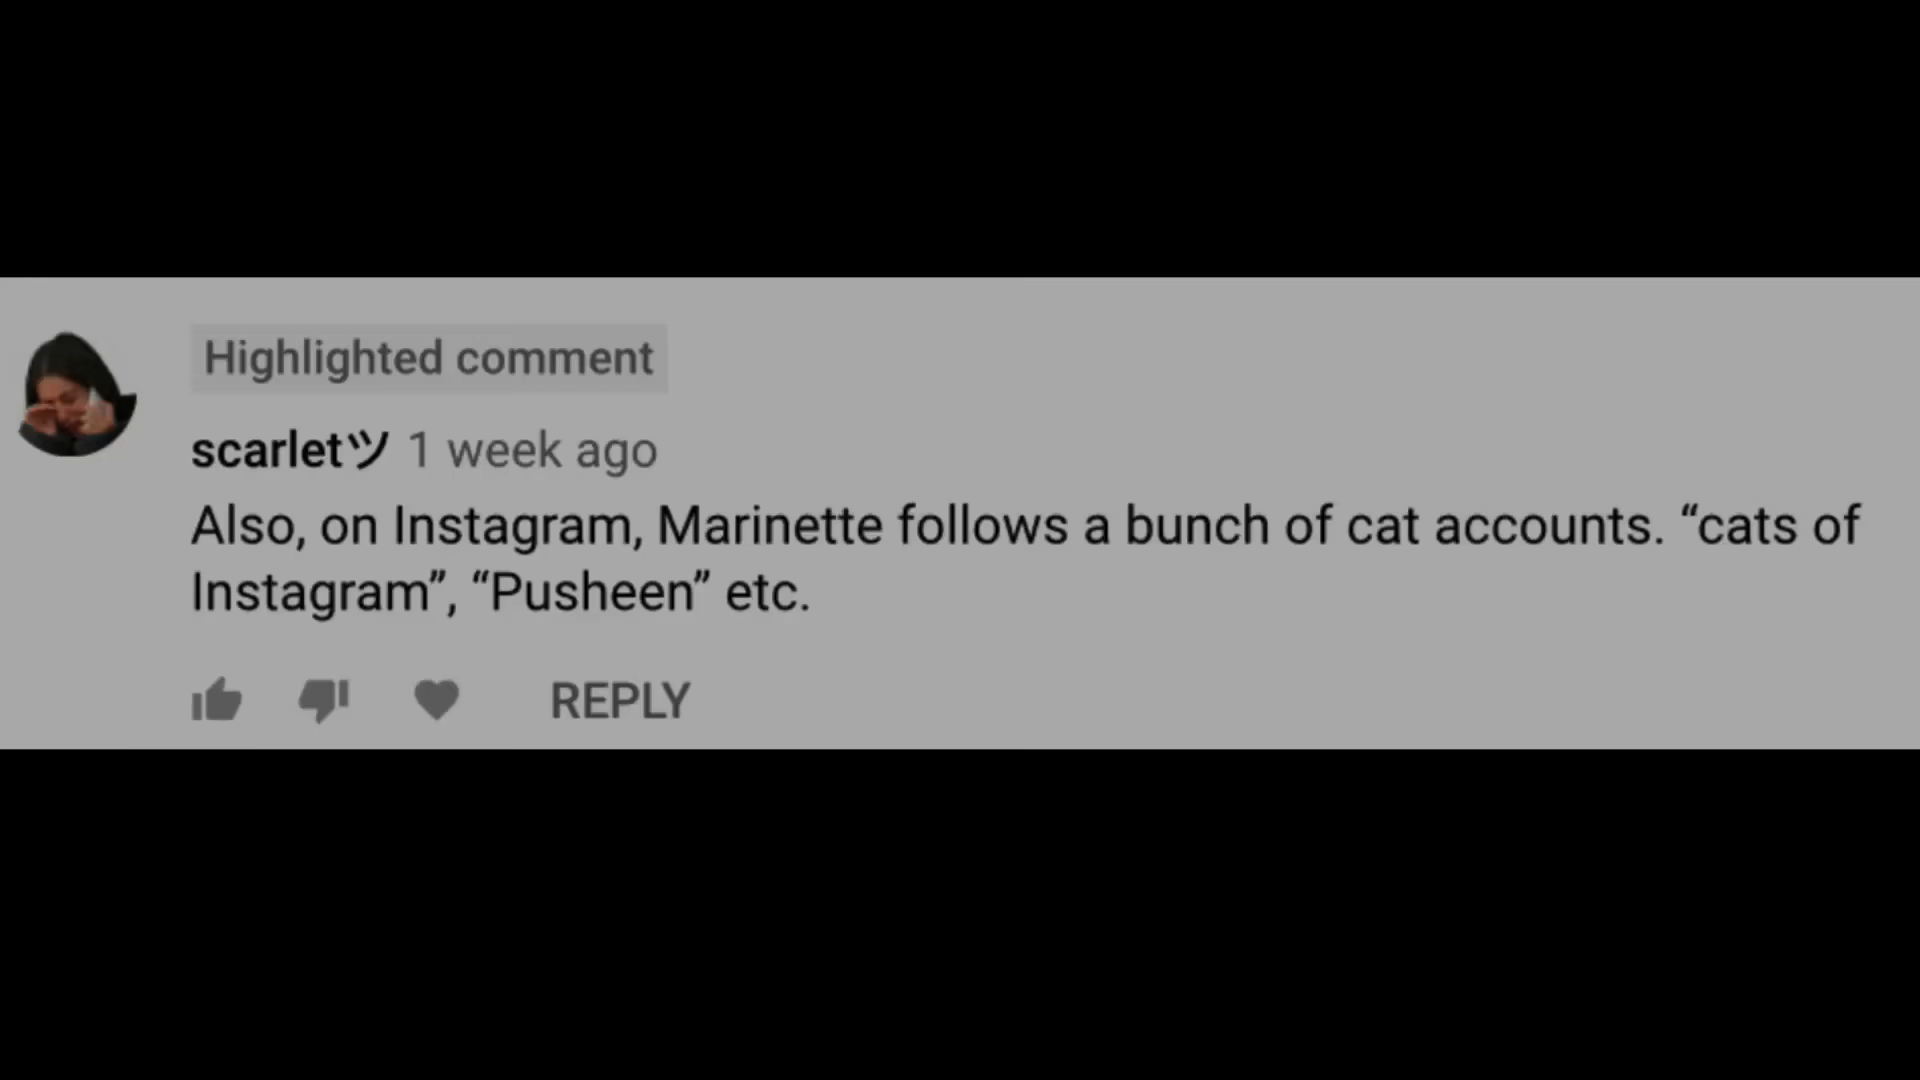 Highlighted comment
scarletツ 1 week ago
Also, on Instagram, Marinette follows a bunch of cat accounts. “cats of
Instagram”, “Pusheen” etc.
REPLY